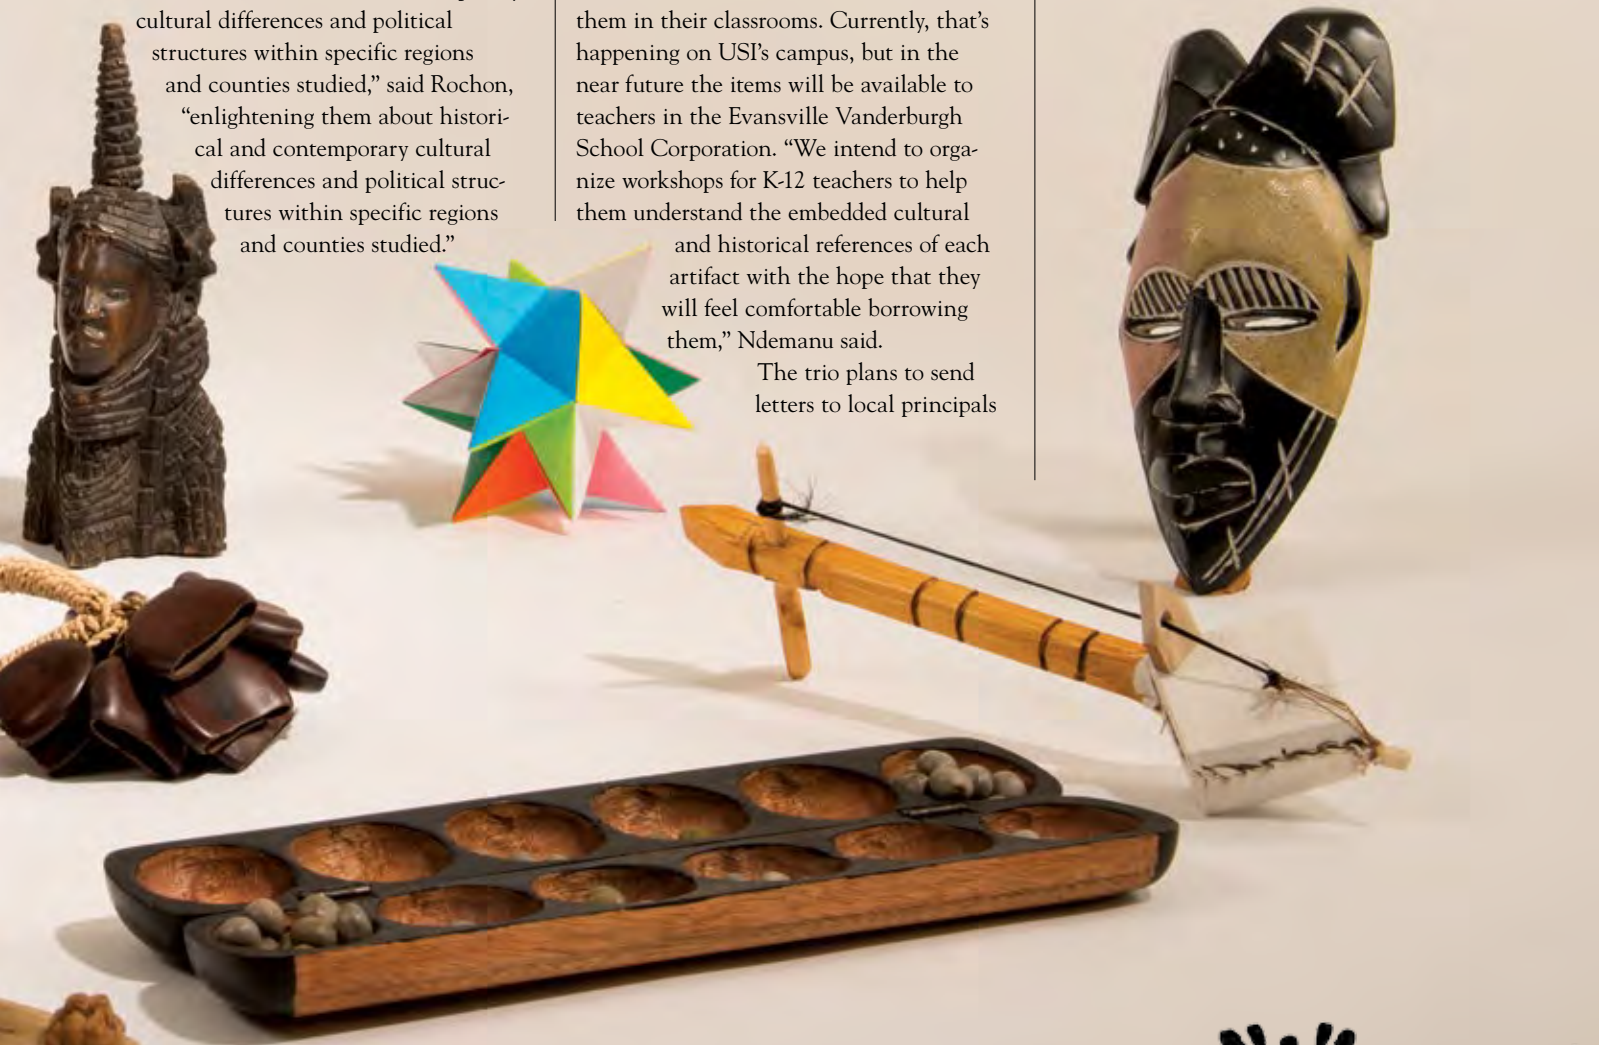 cultural differences and political
structures within specific regions
and counties studied,” said Rochon,
“enlightening them about histori-
cal and contemporary cultural
differences and political struc-
tures within specific regions
and counties studied.”
them in their classrooms. Currently, that’s
happening on USI’s campus, but in the
near future the items will be available to
teachers in the Evansville Vanderburgh
School Corporation. “We intend to orga-
nize workshops for K-12 teachers to help
them understand the embedded cultural
and historical references of each
artifact with the hope that they
will feel comfortable borrowing
them,” Ndemanu said.
The trio plans to send
letters to local principals